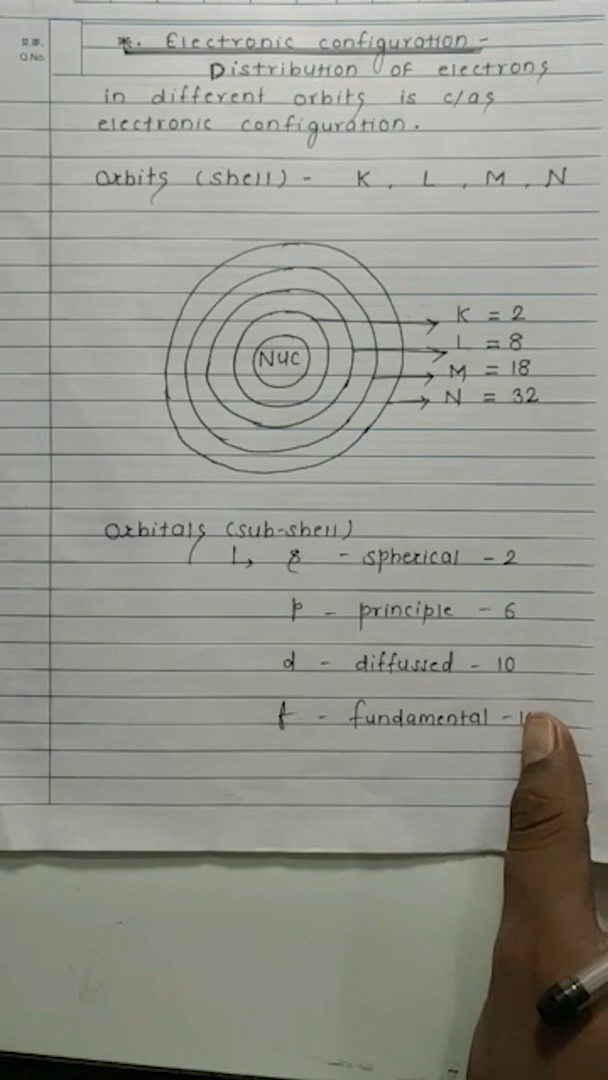 *. Electronic configuration -
Distribution of electrons
in different orbits is c/as
electronic configuration.
Orbits (shell) - K, L, M, N
Nuc
K = 2
L = 8
M = 18
N = 32
Orbitals (sub-shell)
s - spherical - 2
p - principle - 6
d - diffussed - 10
f - fundamental -
Q.No.